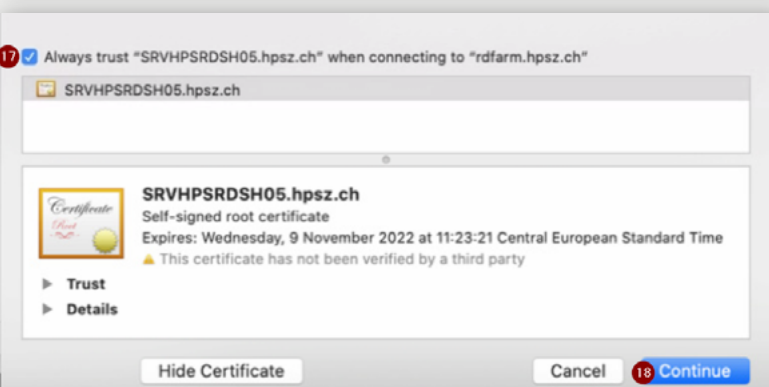 17 Always trust “SRVHPSRDSH05.hpsz.ch” when connecting to “rdfarm.hpsz.ch”
SRVHPSRDSH05.hpsz.ch
Certificate
Root
SRVHPSRDSH05.hpsz.ch
Self-signed root certificate
Expires: Wednesday, 9 November 2022 at 11:23:21 Central European Standard Time
This certificate has not been verified by a third party
Trust
Details
Hide Certificate Cancel 18 Continue